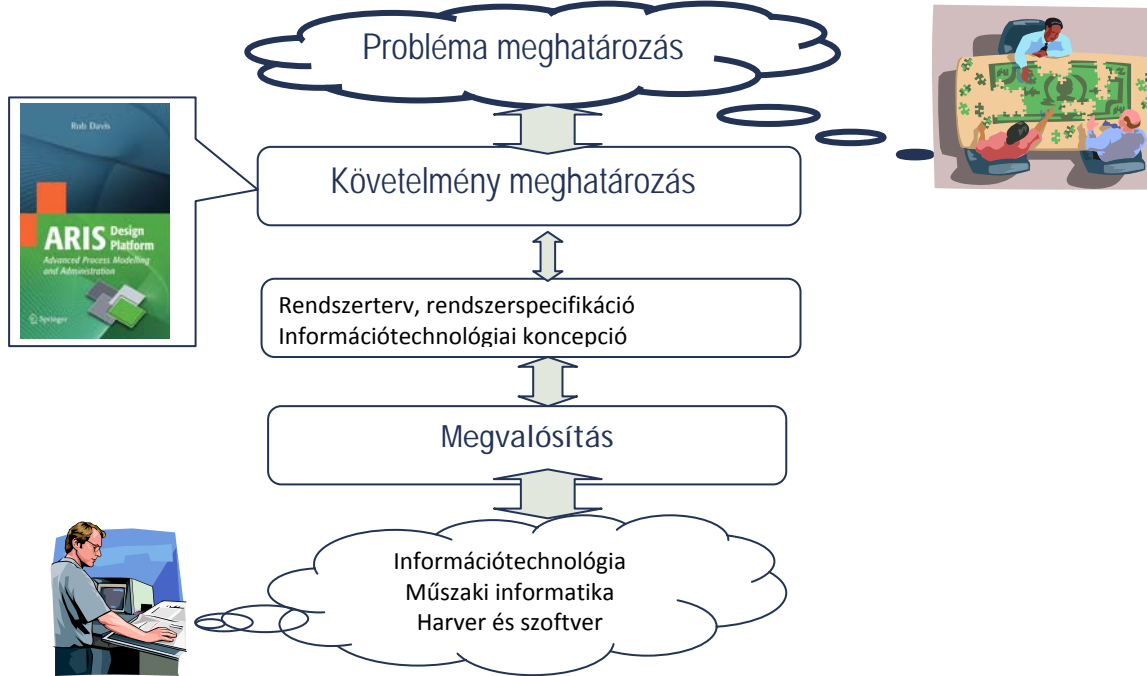 Probléma meghatározás
Rob Davis
ARIS Design
Platform
Advanced Process Modelling
and Administration
Springer
Követelmény meghatározás
Rendszerterv, rendszerspecifikáció
Információtechnológiai koncepció
Megvalósítás
Információtechnológia
Műszaki informatika
Harver és szoftver